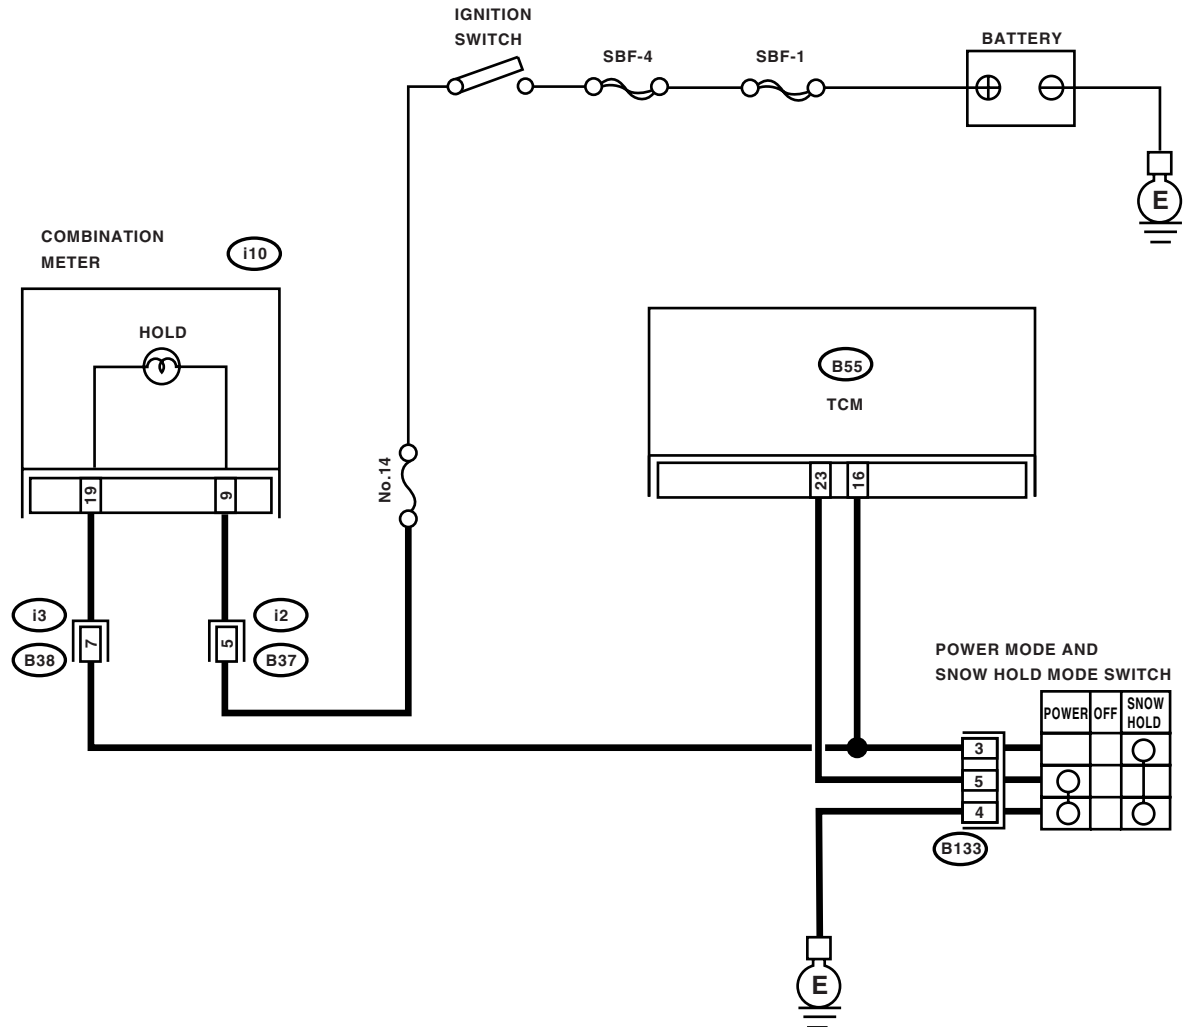 IGNITION
SWITCH
SBF-4
SBF-1
BATTERY
E
COMBINATION
METER
i10
HOLD
B55
TCM
No.14
19
9
23
16
i3
7
B38
i2
5
B37
POWER MODE AND
SNOW HOLD MODE SWITCH
POWER
OFF
SNOW
HOLD
3
5
4
B133
E